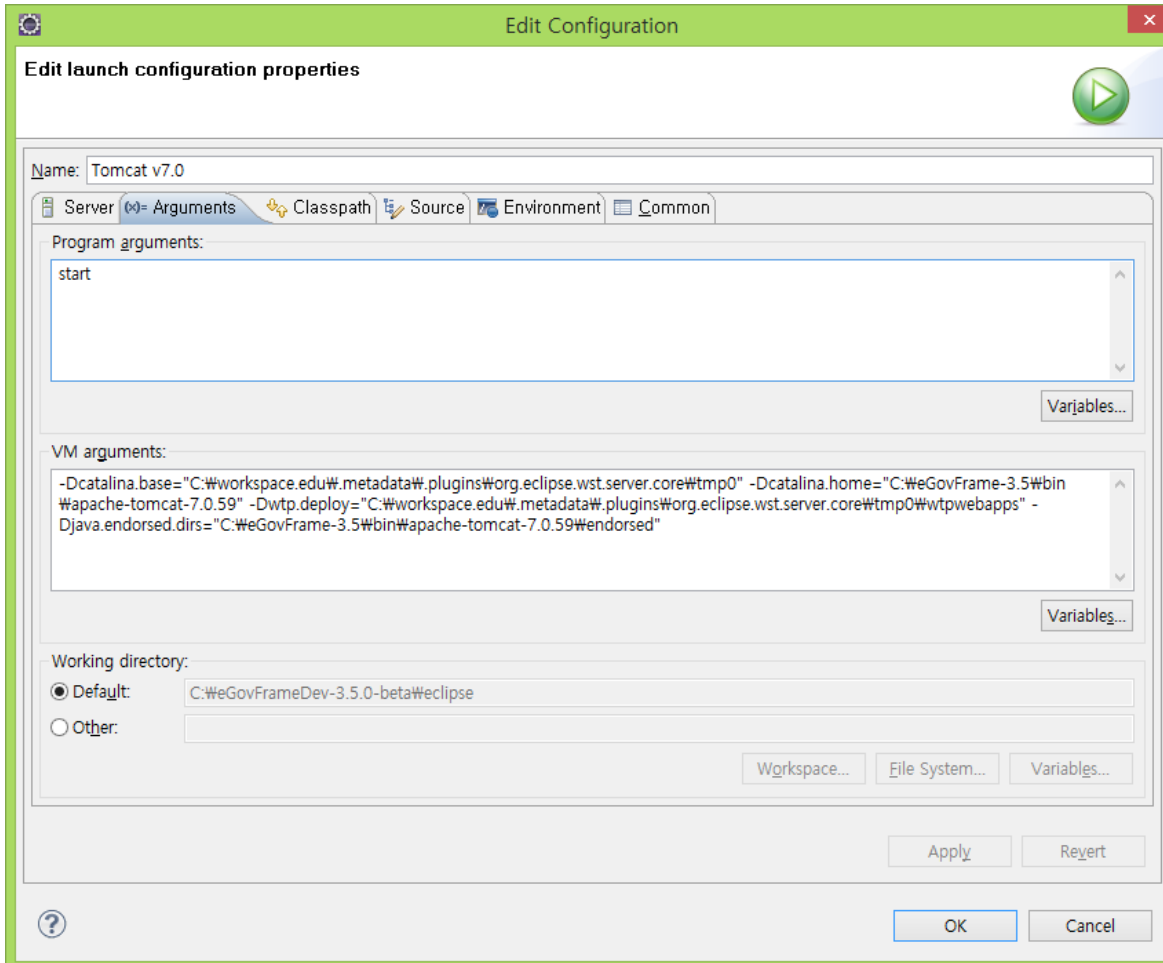 Edit Configuration
Edit launch configuration properties
Name: Tomcat v7.0
Server (x)= Arguments Classpath Source Environment Common
Program arguments:
start
Variables...
VM arguments:
-Dcatalina.base="C:₩workspace.edu₩.metadata₩.plugins₩org.eclipse.wst.server.core₩tmp0" -Dcatalina.home="C:₩eGovFrame-3.5₩bin
₩apache-tomcat-7.0.59" -Dwtp.deploy="C:₩workspace.edu₩.metadata₩.plugins₩org.eclipse.wst.server.core₩tmp0₩wtpwebapps" -
Djava.endorsed.dirs="C:₩eGovFrame-3.5₩bin₩apache-tomcat-7.0.59₩endorsed"
Variables...
Working directory:
Default: C:₩eGovFrameDev-3.5.0-beta₩eclipse
Other:
Workspace... File System... Variables...
Apply Revert
OK Cancel